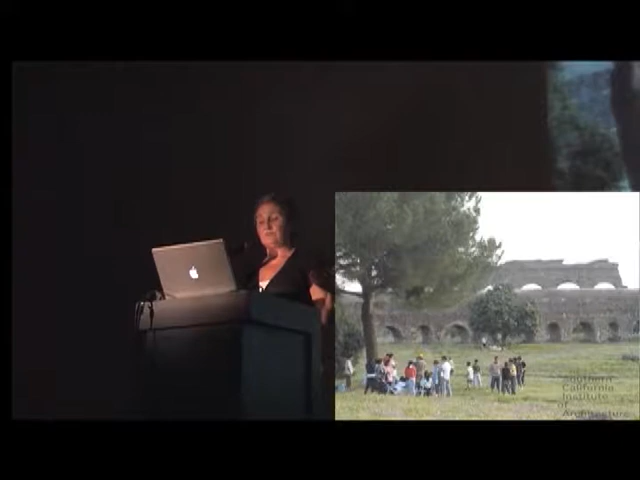 Southern
California
Institute
of
Architecture